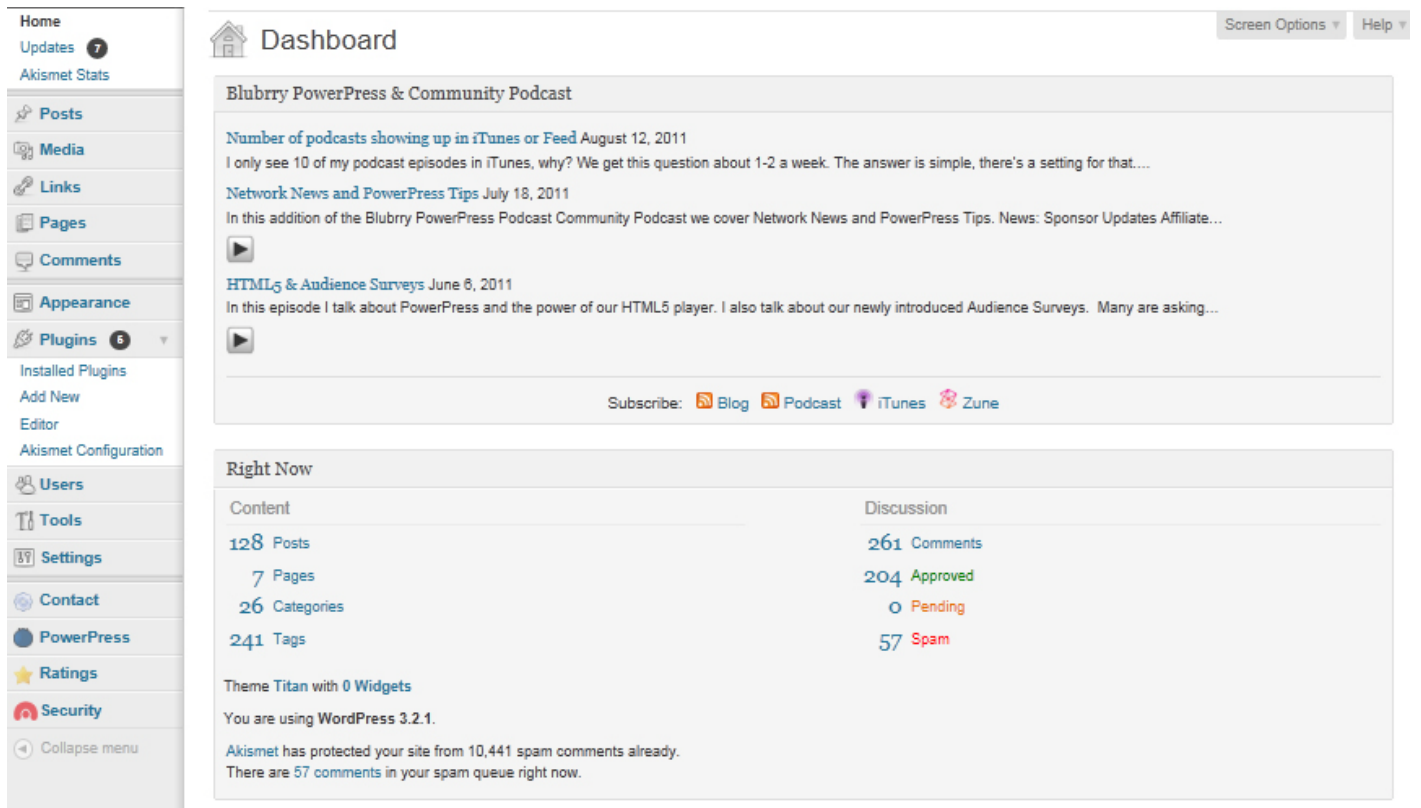 Home
Updates 7
Akismet Stats
Posts
Media
Links
Pages
Comments
Appearance
Plugins 6
Installed Plugins
Add New
Editor
Akismet Configuration
Users
Tools
Settings
Contact
PowerPress
Ratings
Security
Collapse menu
Screen Options Help
Dashboard
Blubrry PowerPress & Community Podcast
Number of podcasts showing up in iTunes or Feed August 12, 2011
I only see 10 of my podcast episodes in iTunes, why? We get this question about 1-2 a week. The answer is simple, there's a setting for that....
Network News and PowerPress Tips July 18, 2011
In this addition of the Blubrry PowerPress Podcast Community Podcast we cover Network News and PowerPress Tips. News: Sponsor Updates Affiliate...
HTML5 & Audience Surveys June 6, 2011
In this episode I talk about PowerPress and the power of our HTML5 player. I also talk about our newly introduced Audience Surveys. Many are asking...
Subscribe: Blog Podcast iTunes Zune
Right Now
Content
128 Posts
7 Pages
26 Categories
241 Tags
Discussion
261 Comments
204 Approved
0 Pending
57 Spam
Theme Titan with 0 Widgets
You are using WordPress 3.2.1.
Akismet has protected your site from 10,441 spam comments already.
There are 57 comments in your spam queue right now.